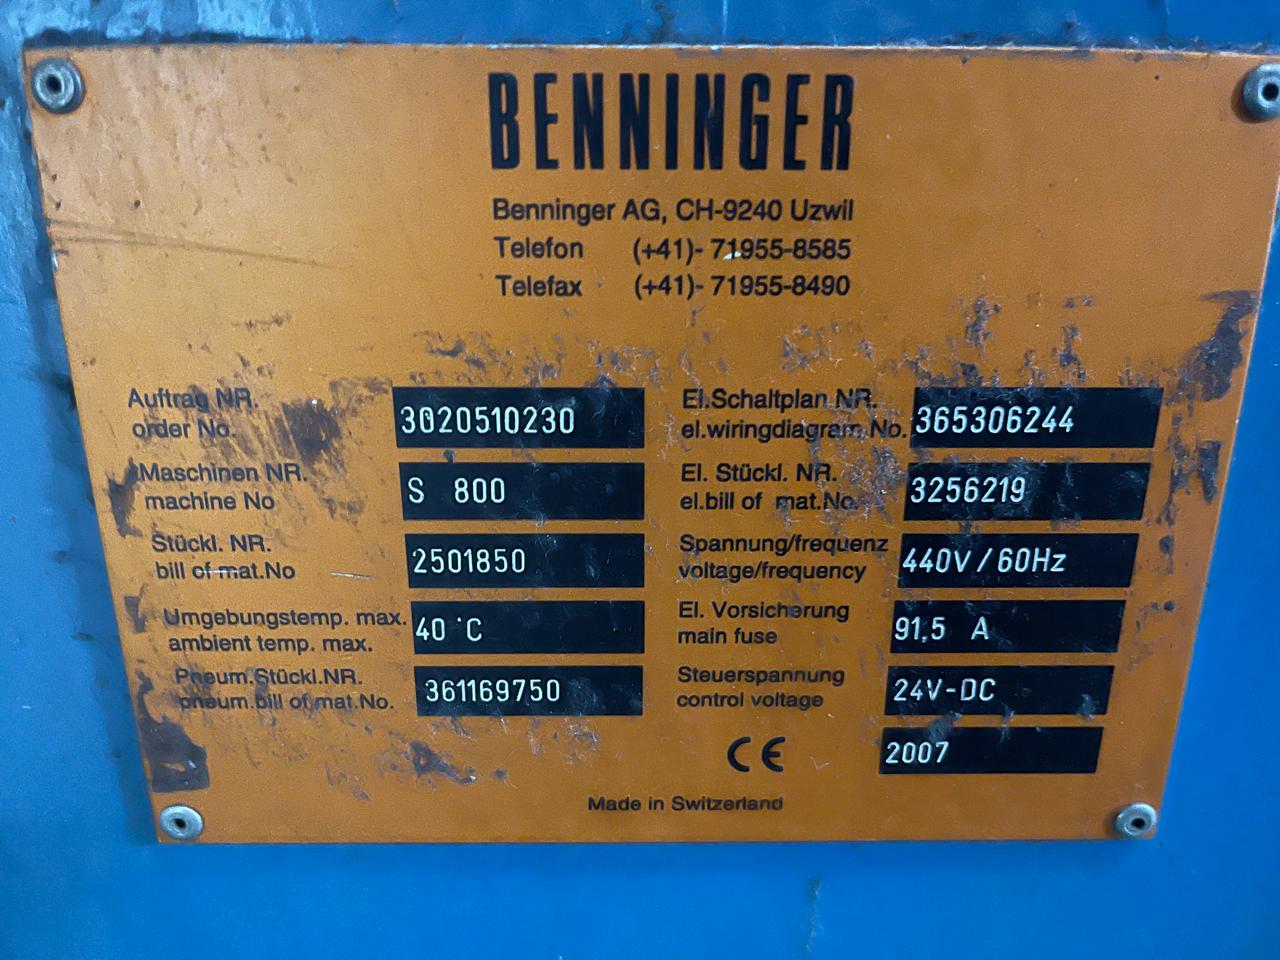 BENNINGER
Benninger AG, CH-9240 Uzwil
Telefon (+41)- 71955-8585
Telefax (+41)- 71955-8490
Auftrag NR.
order No.
3020510230
Maschinen NR.
machine No
S 800
Stückl. NR.
bill of mat.No
2501850
Umgebungstemp. max.
ambient temp. max.
40 °C
Pneum.Stückl.NR.
pneum.bill of mat.No.
361169750
El.Schaltplan NR.
el.wiringdiagram.No.
365306244
El. Stückl. NR.
el.bill of mat.No.
3256219
Spannung/frequenz
voltage/frequency
440V/60Hz
El. Vorsicherung
main fuse
91.5 A
Steuerspannung
control voltage
24V-DC
CE
2007
Made in Switzerland